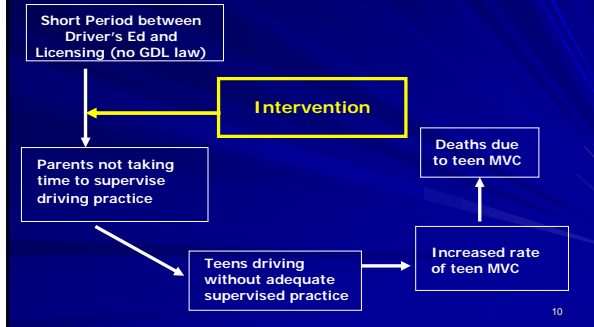 Short Period between
Driver's Ed and
Licensing (no GDL law)
Intervention
Deaths due
to teen MVC
Parents not taking
time to supervise
driving practice
Teens driving
without adequate
supervised practice
Increased rate
of teen MVC
10